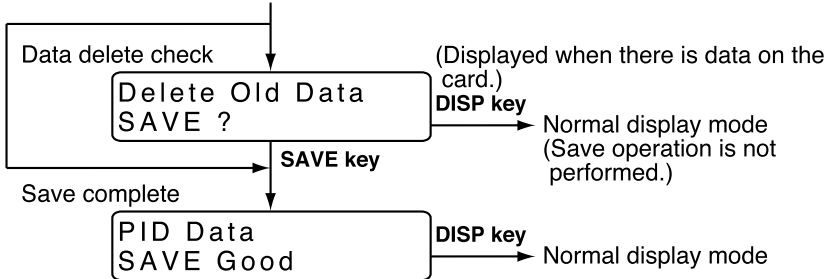 Data delete check
(Displayed when there is data on the
card.)
Delete Old Data
SAVE ?
DISP key
Normal display mode
(Save operation is not
performed.)
SAVE key
Save complete
PID Data
SAVE Good
DISP key
Normal display mode